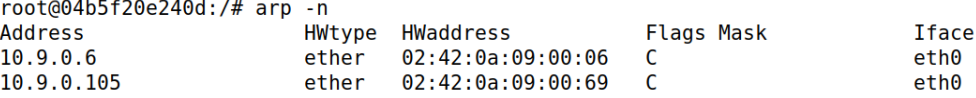 root@04b5f20e240d:/# arp -n
Address                  HWtype  HWaddress           Flags Mask            Iface
10.9.0.6                 ether   02:42:0a:09:00:06   C                     eth0
10.9.0.105               ether   02:42:0a:09:00:69   C                     eth0